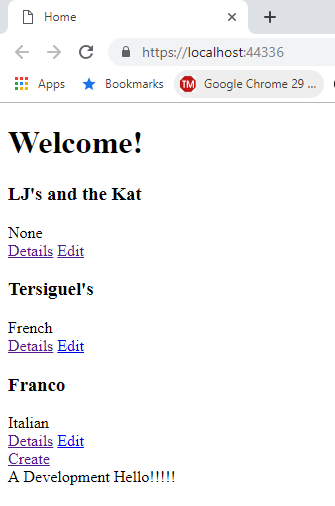 Home
https://localhost:44336
Apps Bookmarks TM Google Chrome 29 ...
Welcome!
LJ's and the Kat
None
Details Edit
Tersiguel's
French
Details Edit
Franco
Italian
Details Edit
Create
A Development Hello!!!!!